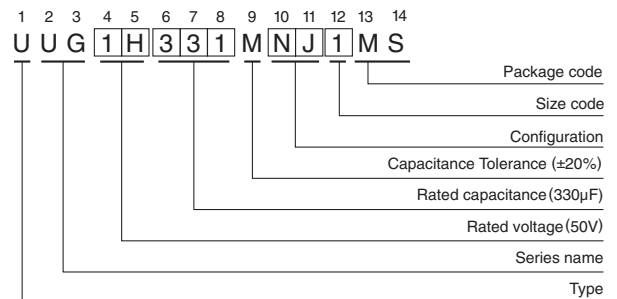 1 2 3 4 5 6 7 8 9 10 11 12 13 14
U U G 1 H 3 3 1 M N J 1 M S
Package code
Size code
Configuration
Capacitance Tolerance (±20%)
Rated capacitance (330µF)
Rated voltage (50V)
Series name
Type